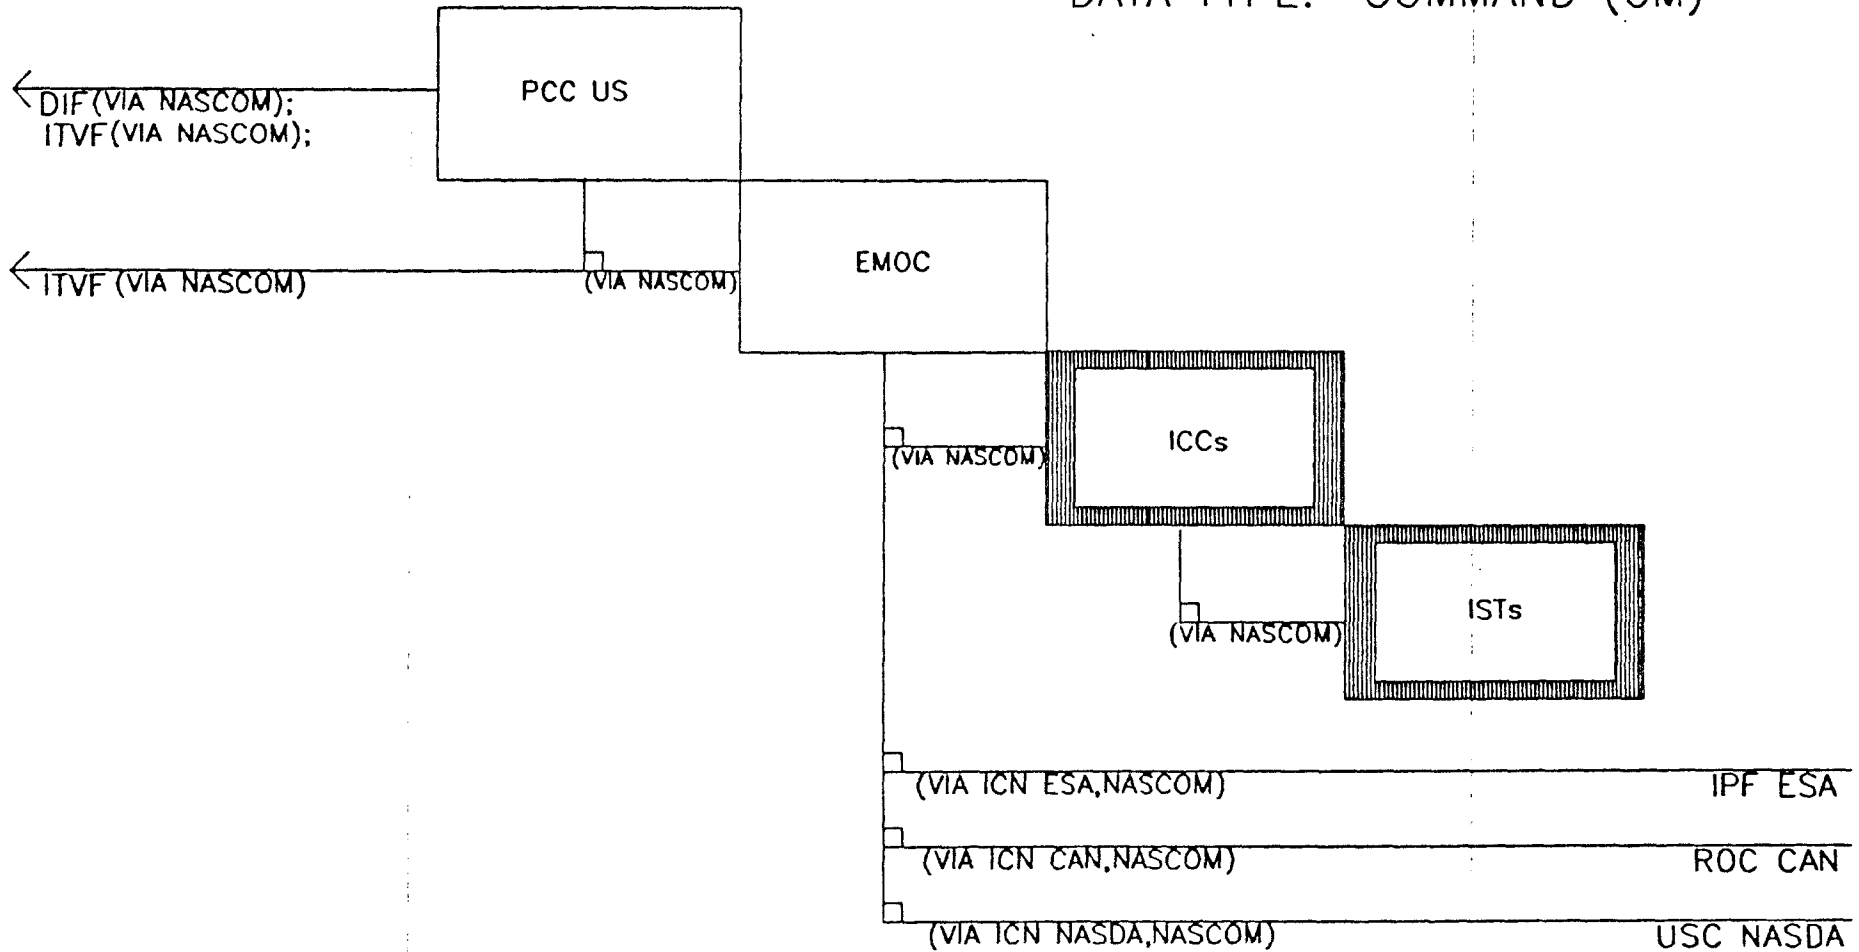 DATA TYPE: COMMAND (CM)
PCC US
DIF(VIA NASCOM);
ITVF(VIA NASCOM);
EMOC
ITVF (VIA NASCOM)
(VIA NASCOM)
ICCs
(VIA NASCOM)
ISTs
(VIA NASCOM)
(VIA ICN ESA,NASCOM)
IPF ESA
(VIA ICN CAN,NASCOM)
ROC CAN
(VIA ICN NASDA,NASCOM)
USC NASDA